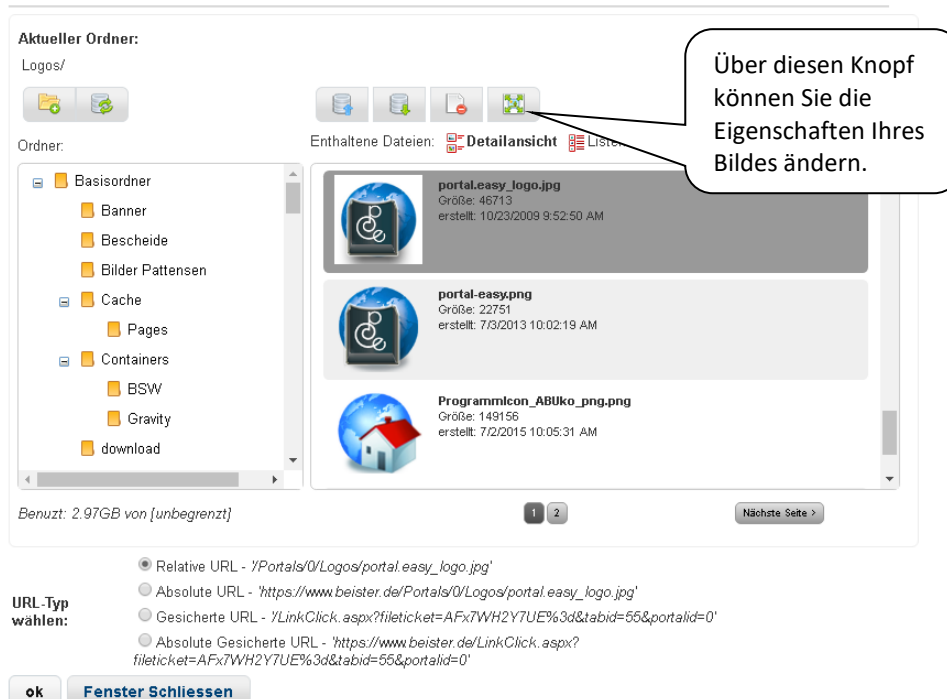 Aktueller Ordner:
Logos/
Über diesen Knopf
können Sie die
Eigenschaften Ihres
Bildes ändern.
Ordner:
Enthaltene Dateien: Detailansicht
Basisordner
Banner
Bescheide
Bilder Pattensen
Cache
Pages
Containers
BSW
Gravity
download
portal.easy_logo.jpg
Größe: 46713
erstellt: 10/23/2009 9:52:50 AM
portal-easy.png
Größe: 22751
erstellt: 7/3/2013 10:02:19 AM
ProgrammIcon_ABUko_png.png
Größe: 149156
erstellt: 7/2/2015 10:05:31 AM
Benuzt: 2.97GB von [unbegrenzt]
1 2
Nächste Seite >
URL-Typ
wählen:
Relative URL - '/Portals/0/Logos/portal.easy_logo.jpg'
Absolute URL - 'https://www.beister.de/Portals/0/Logos/portal.easy_logo.jpg'
Gesicherte URL - '/LinkClick.aspx?fileticket=AFx7WH2Y7UE%3d&tabid=55&portalid=0'
Absolute Gesicherte URL - 'https://www.beister.de/LinkClick.aspx?
fileticket=AFx7WH2Y7UE%3d&tabid=55&portalid=0'
ok Fenster Schliessen